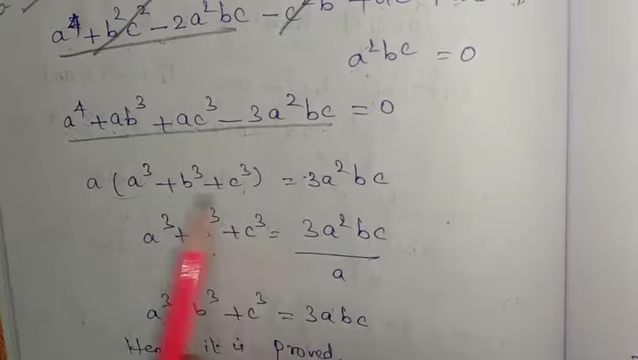 a⁴ + b²c² - 2a²bc - c²b
a²bc = 0
a⁴ + ab³ + ac³ - 3a²bc = 0
a (a³ + b³ + c³) = 3a²bc
a³ + ³ + c³ = 3a²bc / a
a³ b³ + c³ = 3abc
it is proved.